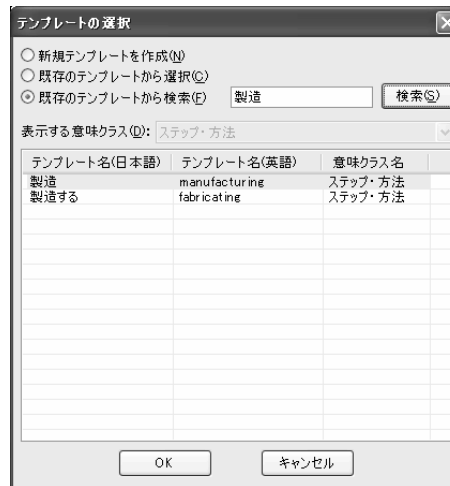 テンプレートの選択
新規テンプレートを作成(N)
既存のテンプレートから選択(C)
既存のテンプレートから検索(F) 製造 検索(S)
表示する意味クラス(D): ステップ・方法
テンプレート名(日本語) テンプレート名(英語) 意味クラス名
製造 manufacturing ステップ・方法
製造する fabricating ステップ・方法
OK キャンセル